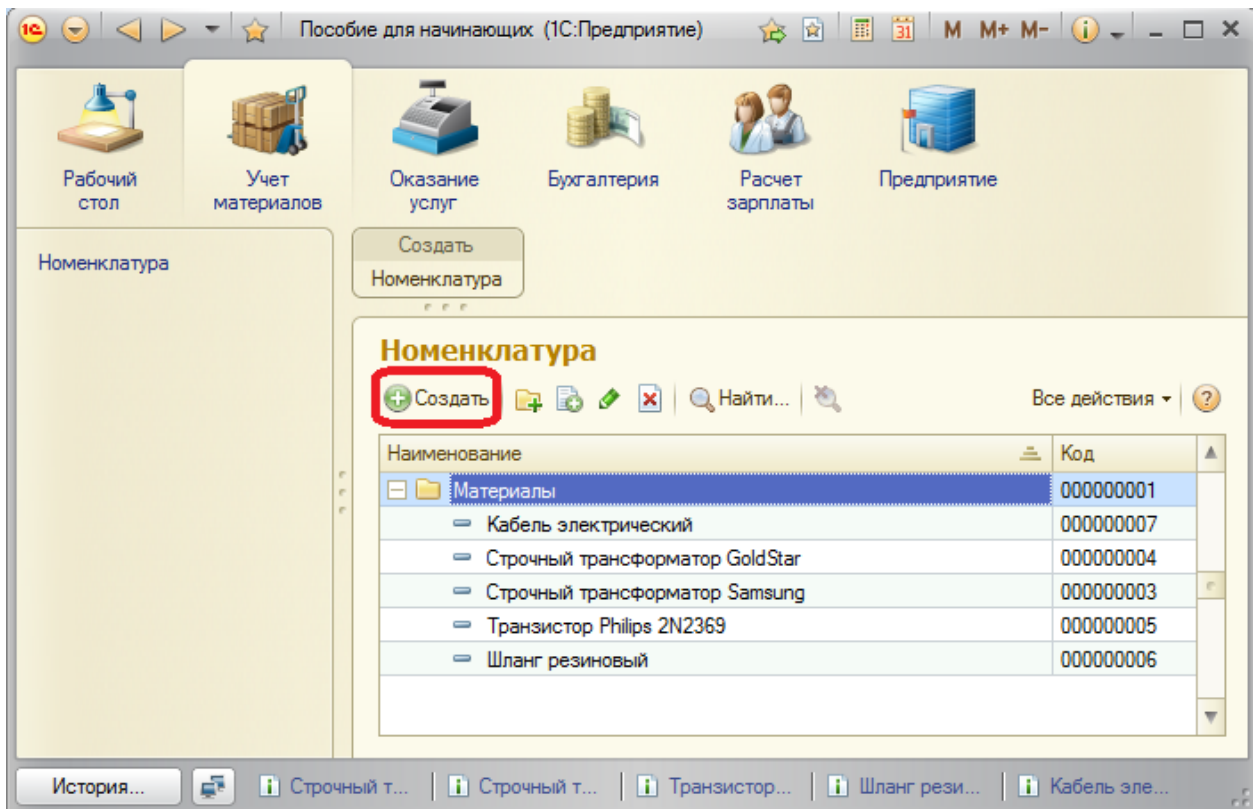 1С Пособие для начинающих (1С:Предприятие) 31 M M+ M-
Рабочий стол
Учет материалов
Оказание услуг
Бухгалтерия
Расчет зарплаты
Предприятие
Номенклатура
Создать
Номенклатура
Номенклатура
Создать Найти... Все действия ?
Наименование Код
Материалы 000000001
Кабель электрический 000000007
Строчный трансформатор GoldStar 000000004
Строчный трансформатор Samsung 000000003
Транзистор Philips 2N2369 000000005
Шланг резиновый 000000006
История... Строчный т... Строчный т... Транзистор... Шланг рези... Кабель эле...